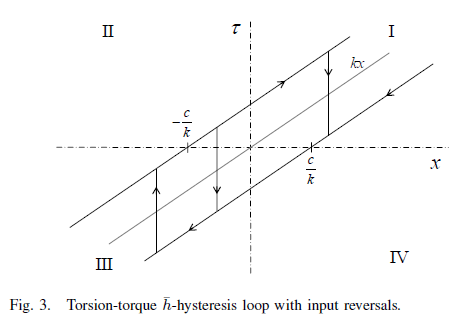 II
τ
I
kx
-c/k
c/k
x
III
IV
Fig. 3. Torsion-torque h̄-hysteresis loop with input reversals.